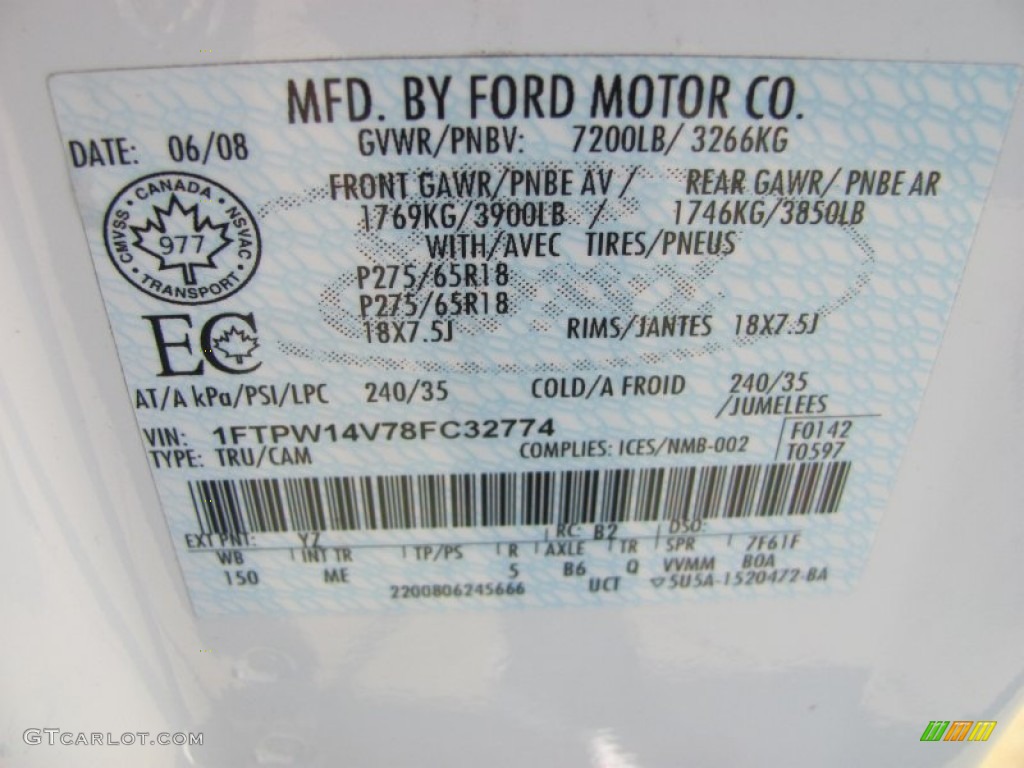 MFD. BY FORD MOTOR CO.
DATE: 06/08 GVWR/PNBV: 7200LB/ 3266KG
FRONT GAWR/PNBE AV / REAR GAWR/ PNBE AR
1769KG/3900LB / 1746KG/3850LB
WITH/AVEC TIRES/PNEUS
CANADA
CMVSS 977 NSVAC
TRANSPORT
P275/65R18
P275/65R18
18X7.5J RIMS/JANTES 18X7.5J
EC
AT/A kPa/PSI/LPC 240/35 COLD/A FROID 240/35
/JUMELEES
VIN: 1FTPW14V78FC32774 F0142
TYPE: TRU/CAM COMPLIES: ICES/NMB-002 T0597
EXT PNT: YZ RC: B2 DSO:
WB INT TR TP/PS R AXLE TR SPR 7F61F
150 ME 5 B6 Q VVMM BOA
2200806245666 UCT 5U5A-1520472-BA
GTCarlot.com